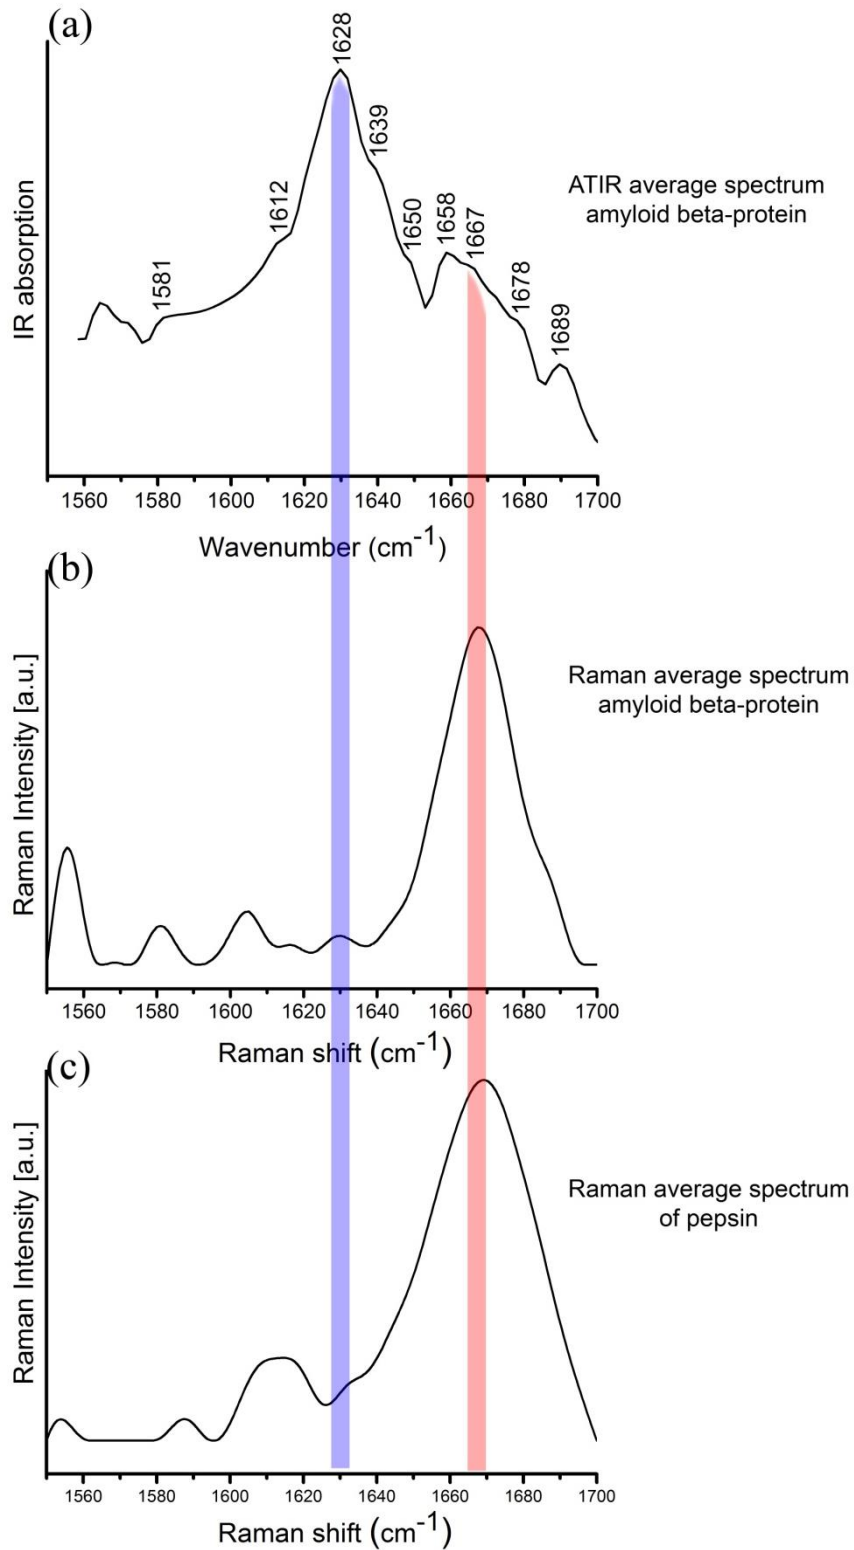 (a)
1628
1639
1612
1650
1658
1667
1678
1581
1689
IR absorption
ATIR average spectrum
amyloid beta-protein
1560 1580 1600 1620 1640 1660 1680 1700
Wavenumber (cm-1)
(b)
Raman Intensity [a.u.]
Raman average spectrum
amyloid beta-protein
1560 1580 1600 1620 1640 1660 1680 1700
Raman shift (cm-1)
(c)
Raman Intensity [a.u.]
Raman average spectrum
of pepsin
1560 1580 1600 1620 1640 1660 1680 1700
Raman shift (cm-1)